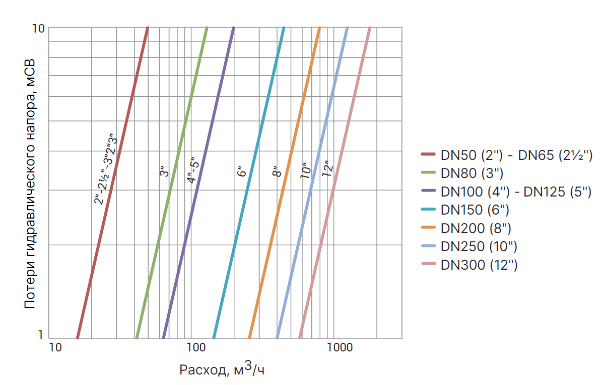 10
Потери гидравлического напора, мСВ
2"-2½"-3"2"3"
3"
4"-5"
6"
8"
10"
12"
DN50 (2") - DN65 (2½")
DN80 (3")
DN100 (4") - DN125 (5")
DN150 (6")
DN200 (8")
DN250 (10")
DN300 (12")
1
10 100 1000
Расход, м3/ч